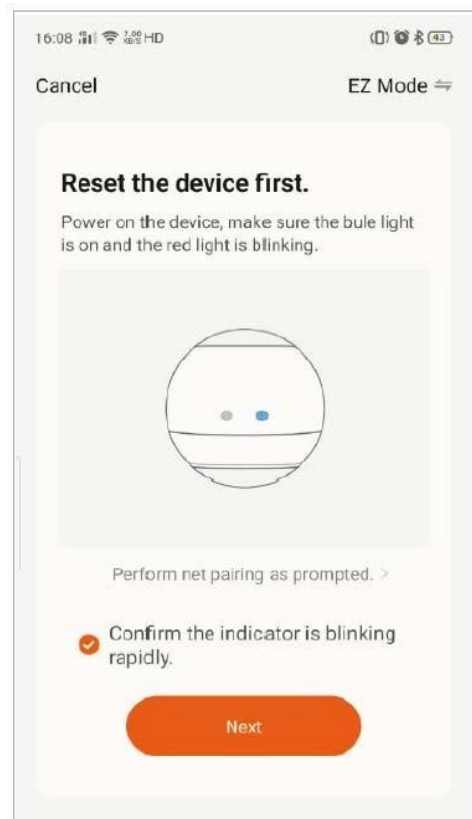 16:08 HD 43
Cancel EZ Mode
Reset the device first.
Power on the device, make sure the bule light
is on and the red light is blinking.
Perform net pairing as prompted. >
Confirm the indicator is blinking
rapidly.
Next